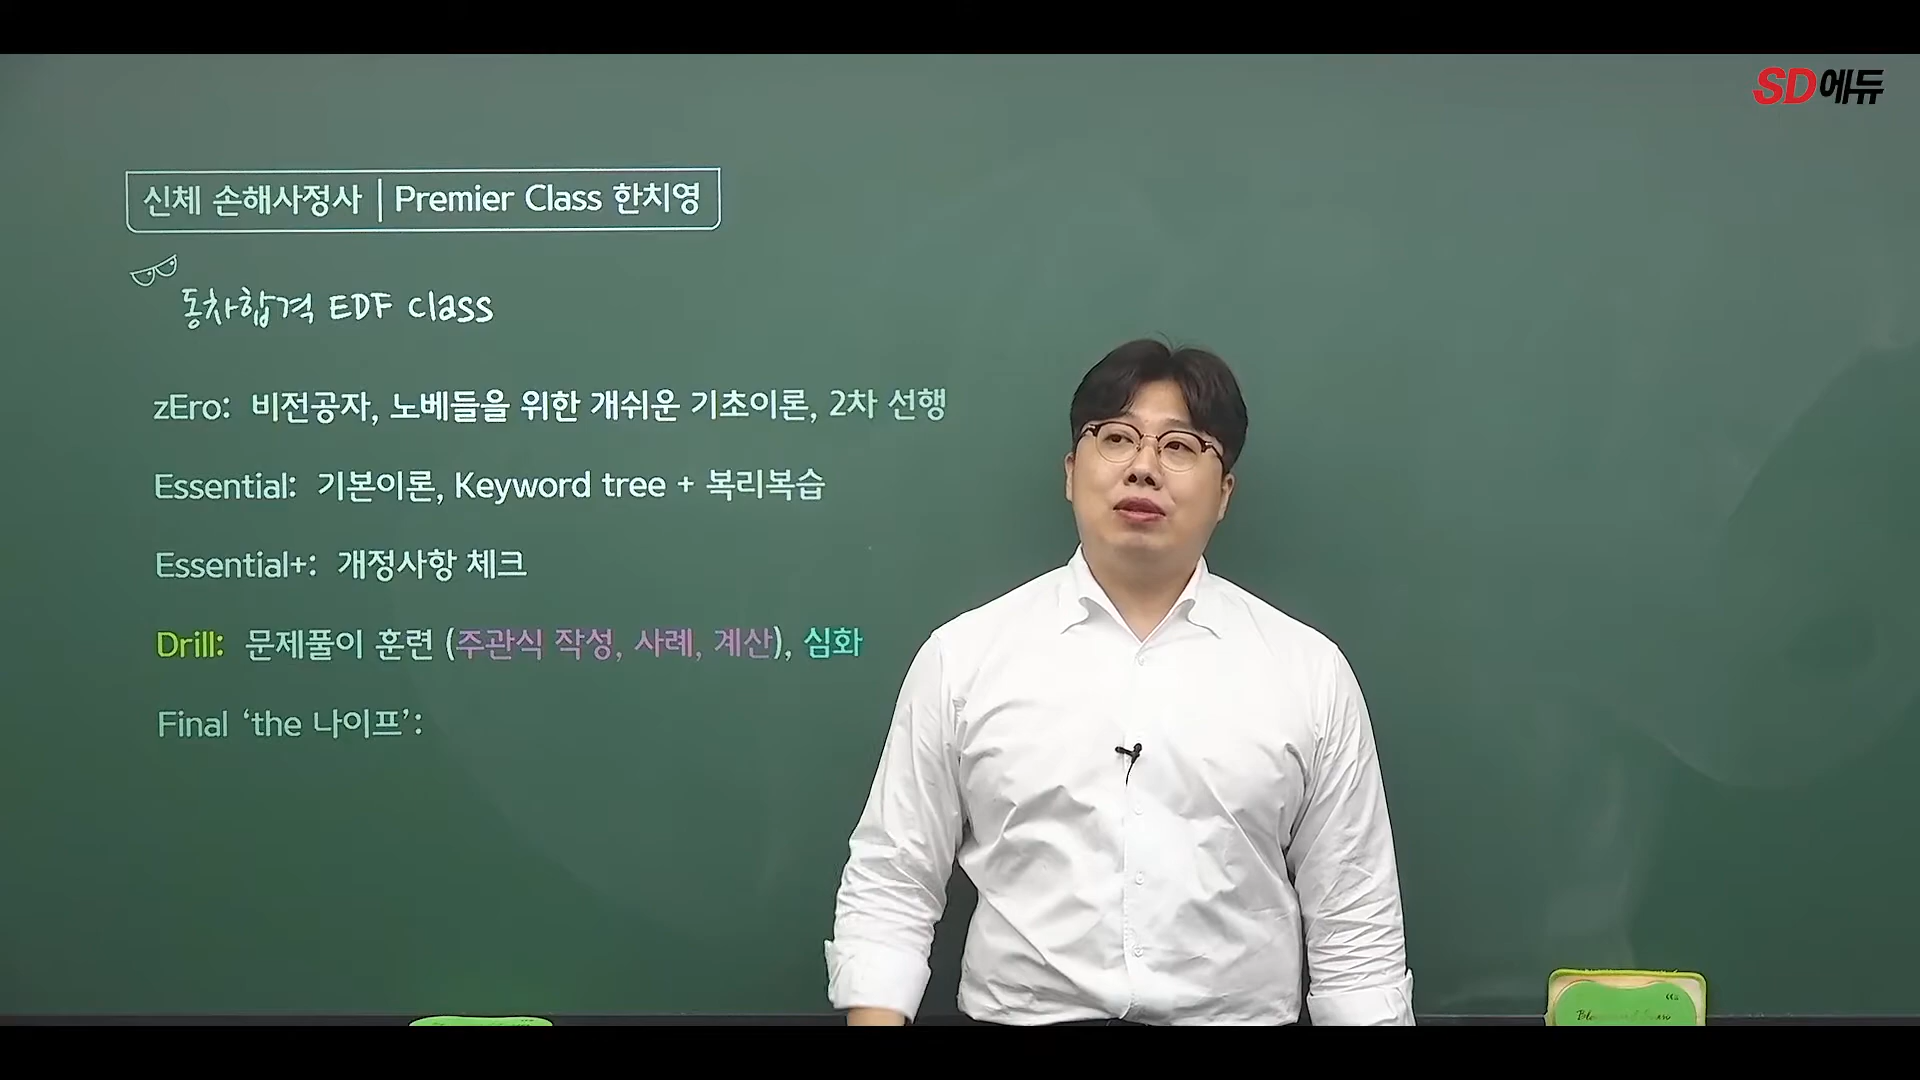 SD에듀
신체 손해사정사 | Premier Class 한치영
동차합격 EDF class
zEro: 비전공자, 노베들을 위한 개쉬운 기초이론, 2차 선행
Essential: 기본이론, Keyword tree + 복리복습
Essential+: 개정사항 체크
Drill: 문제풀이 훈련 (주관식 작성, 사례, 계산), 심화
Final ‘the 나이프’: